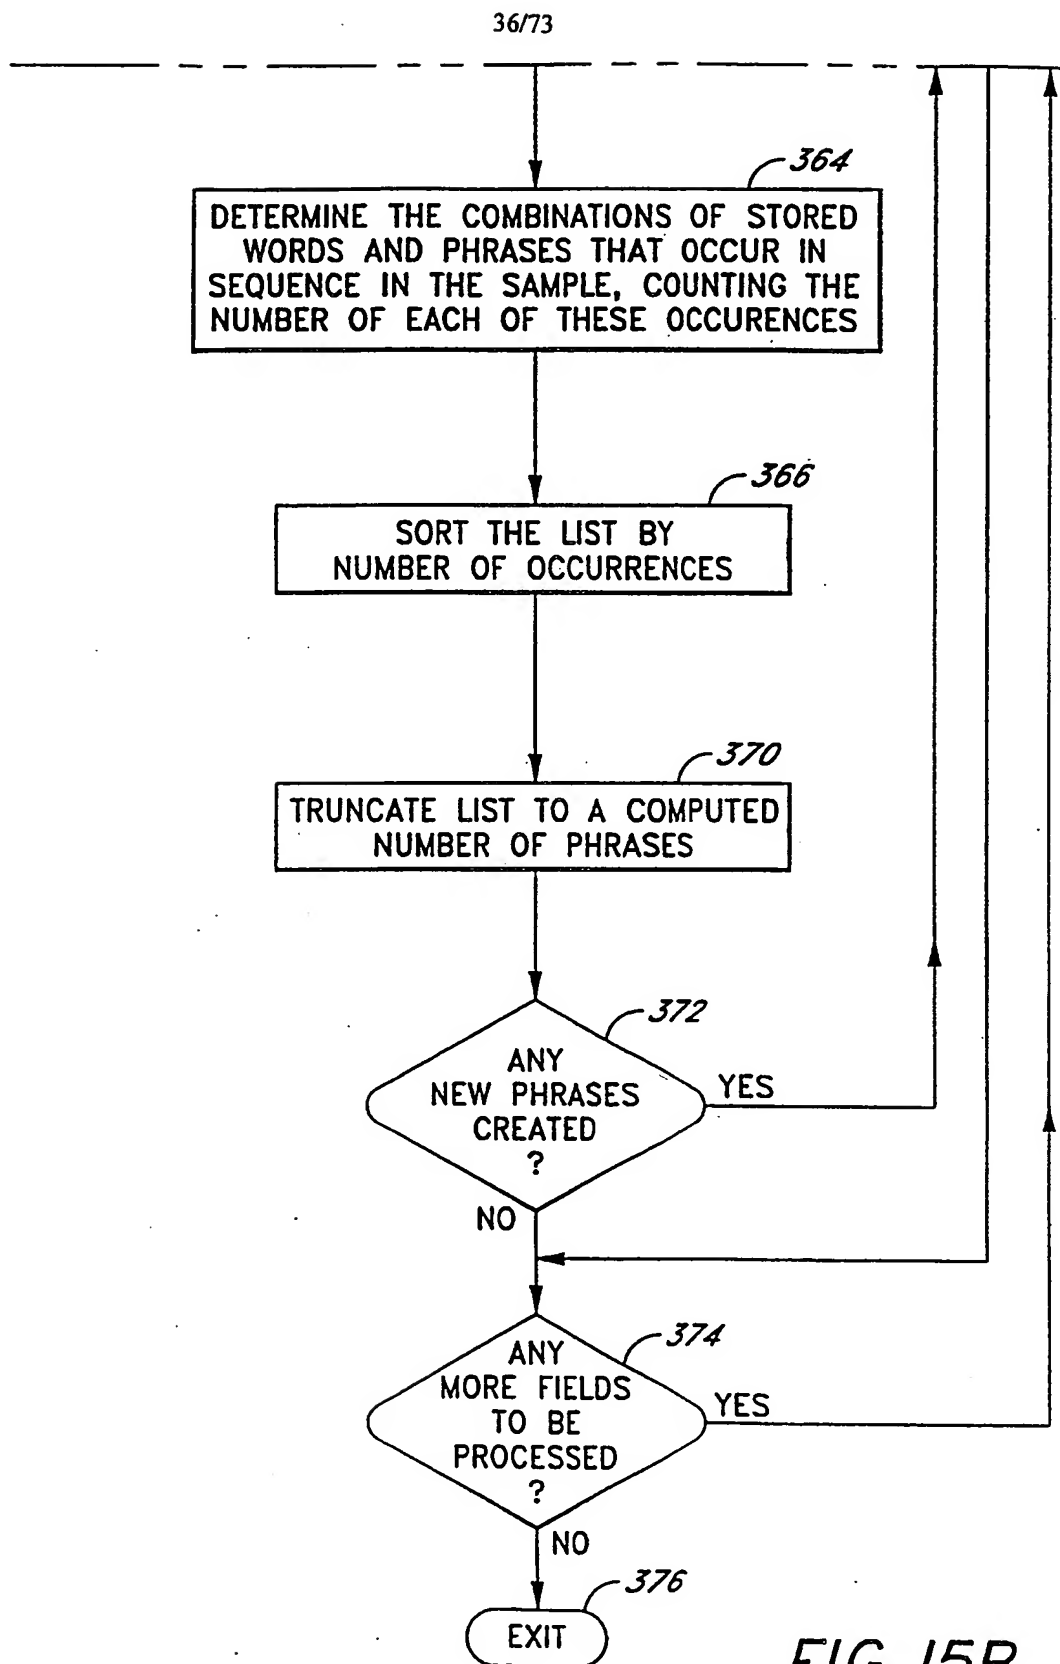 36/73
364
DETERMINE THE COMBINATIONS OF STORED
WORDS AND PHRASES THAT OCCUR IN
SEQUENCE IN THE SAMPLE, COUNTING THE
NUMBER OF EACH OF THESE OCCURENCES
366
SORT THE LIST BY
NUMBER OF OCCURRENCES
370
TRUNCATE LIST TO A COMPUTED
NUMBER OF PHRASES
372
ANY
NEW PHRASES
CREATED
?
YES
NO
374
ANY
MORE FIELDS
TO BE
PROCESSED
?
YES
NO
376
EXIT
FIG. 15B